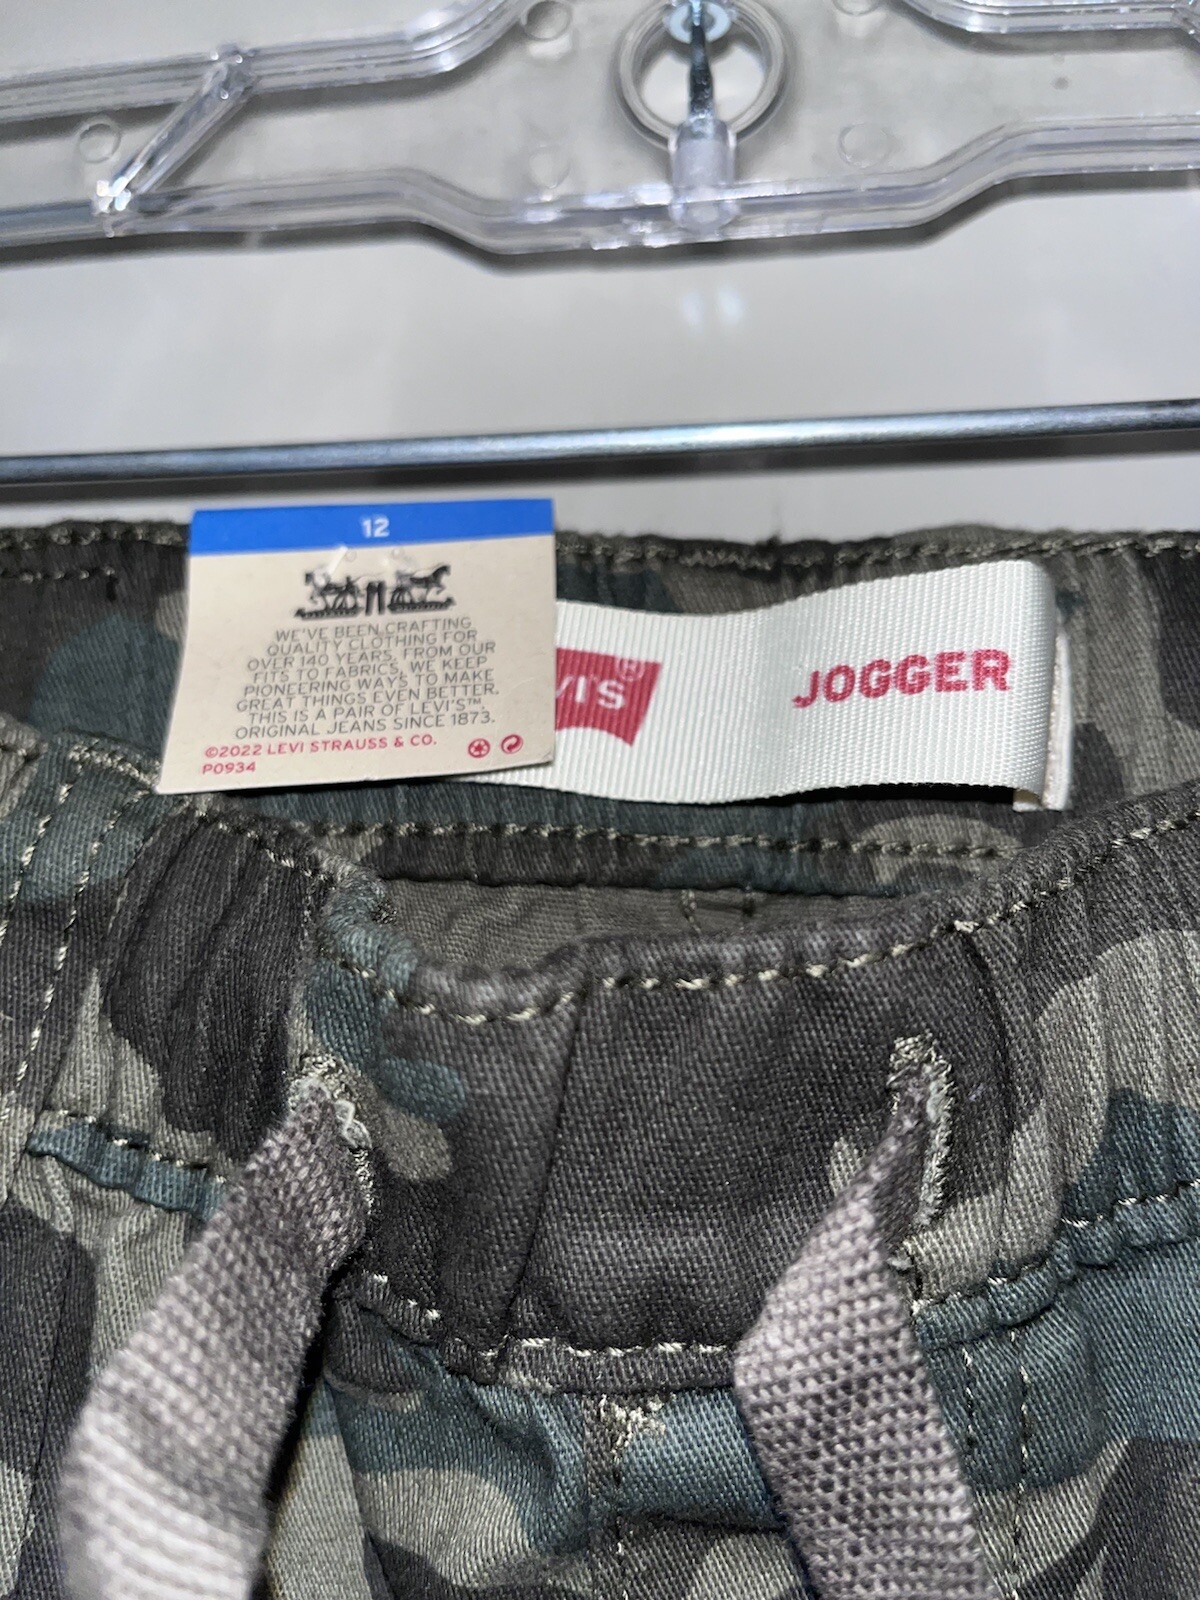 12
WE'VE BEEN CRAFTING
QUALITY CLOTHING FOR
OVER 140 YEARS. FROM OUR
FITS TO FABRICS, WE KEEP
PIONEERING WAYS TO MAKE
GREAT THINGS EVEN BETTER.
THIS IS A PAIR OF LEVI'S™.
ORIGINAL JEANS SINCE 1873.
©2022 LEVI STRAUSS & CO.
P0934
VI'S®
JOGGER